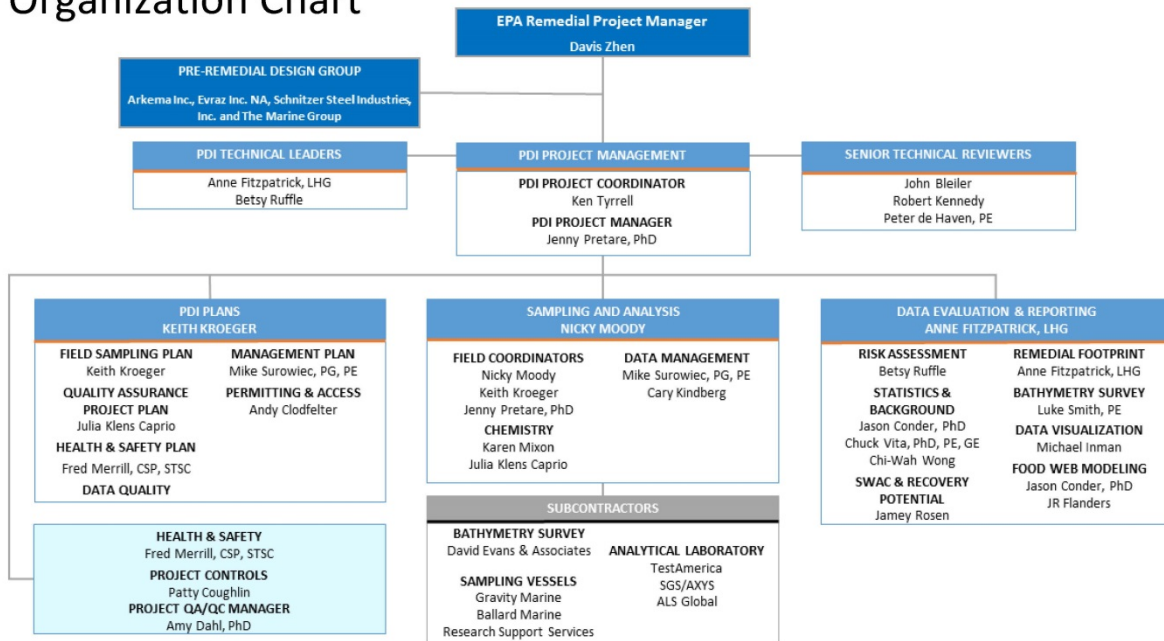 Organization Chart
EPA Remedial Project Manager
Davis Zhen
PRE-REMEDIAL DESIGN GROUP
Arkema Inc., Evraz Inc. NA, Schnitzer Steel Industries,
Inc. and The Marine Group
PDI TECHNICAL LEADERS
Anne Fitzpatrick, LHG
Betsy Ruffle
PDI PROJECT MANAGEMENT
PDI PROJECT COORDINATOR
Ken Tyrrell
PDI PROJECT MANAGER
Jenny Pretare, PhD
SENIOR TECHNICAL REVIEWERS
John Bleiler
Robert Kennedy
Peter de Haven, PE
PDI PLANS
KEITH KROEGER
FIELD SAMPLING PLAN
Keith Kroeger
QUALITY ASSURANCE
PROJECT PLAN
Julia Klens Caprio
HEALTH & SAFETY PLAN
Fred Merrill, CSP, STSC
DATA QUALITY
MANAGEMENT PLAN
Mike Surowiec, PG, PE
PERMITTING & ACCESS
Andy Clodfelter
SAMPLING AND ANALYSIS
NICKY MOODY
FIELD COORDINATORS
Nicky Moody
Keith Kroeger
Jenny Pretare, PhD
CHEMISTRY
Karen Mixon
Julia Klens Caprio
DATA MANAGEMENT
Mike Surowiec, PG, PE
Cary Kindberg
DATA EVALUATION & REPORTING
ANNE FITZPATRICK, LHG
RISK ASSESSMENT
Betsy Ruffle
STATISTICS &
BACKGROUND
Jason Conder, PhD
Chuck Vita, PhD, PE, GE
Chi-Wah Wong
SWAC & RECOVERY
POTENTIAL
Jamey Rosen
REMEDIAL FOOTPRINT
Anne Fitzpatrick, LHG
BATHYMETRY SURVEY
Luke Smith, PE
DATA VISUALIZATION
Michael Inman
FOOD WEB MODELING
Jason Conder, PhD
JR Flanders
HEALTH & SAFETY
Fred Merrill, CSP, STSC
PROJECT CONTROLS
Patty Coughlin
PROJECT QA/QC MANAGER
Amy Dahl, PhD
SUBCONTRACTORS
BATHYMETRY SURVEY
David Evans & Associates
SAMPLING VESSELS
Gravity Marine
Ballard Marine
Research Support Services
ANALYTICAL LABORATORY
TestAmerica
SGS/AXYS
ALS Global